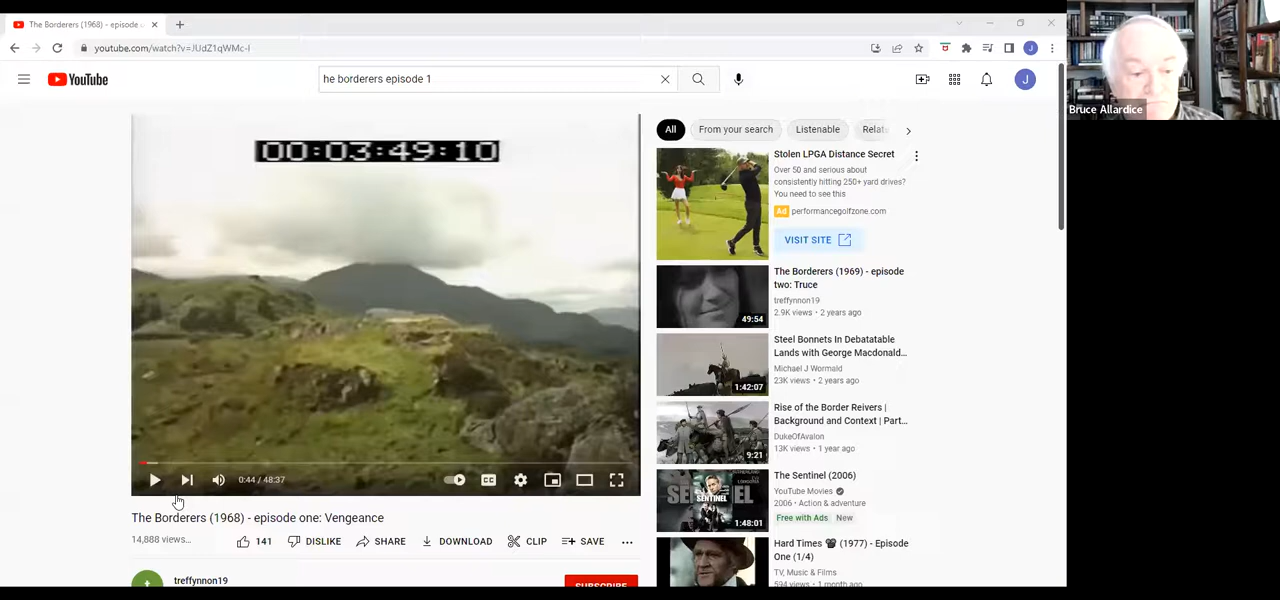 The Borderers (1968) - episode o
youtube.com/watch?v=JUdZ1qWMc-I
J
YouTube
he borderers episode 1
J
Bruce Allardice
00:03:49:10
0:44 / 48:37
The Borderers (1968) - episode one: Vengeance
14,888 views...
141
DISLIKE
SHARE
DOWNLOAD
CLIP
SAVE
treffynnon19
SUBSCRIBE
All
From your search
Listenable
Relat
Stolen LPGA Distance Secret
Over 50 and serious about
consistently hitting 250+ yard drives?
You need to see this
Ad performancegolfzone.com
VISIT SITE
The Borderers (1969) - episode
two: Truce
treffynnon19
2.9K views • 2 years ago
49:54
Steel Bonnets In Debatable
Lands with George Macdonald...
Michael J Wormald
23K views • 2 years ago
1:42:07
Rise of the Border Reivers |
Background and Context | Part...
DukeOfAvalon
13K views • 1 year ago
9:21
The Sentinel (2006)
YouTube Movies
2006 • Action & adventure
Free with Ads New
SENTINEL
1:48:01
Hard Times 📽 (1977) - Episode
One (1/4)
TV, Music & Films
594 views • 1 month ago